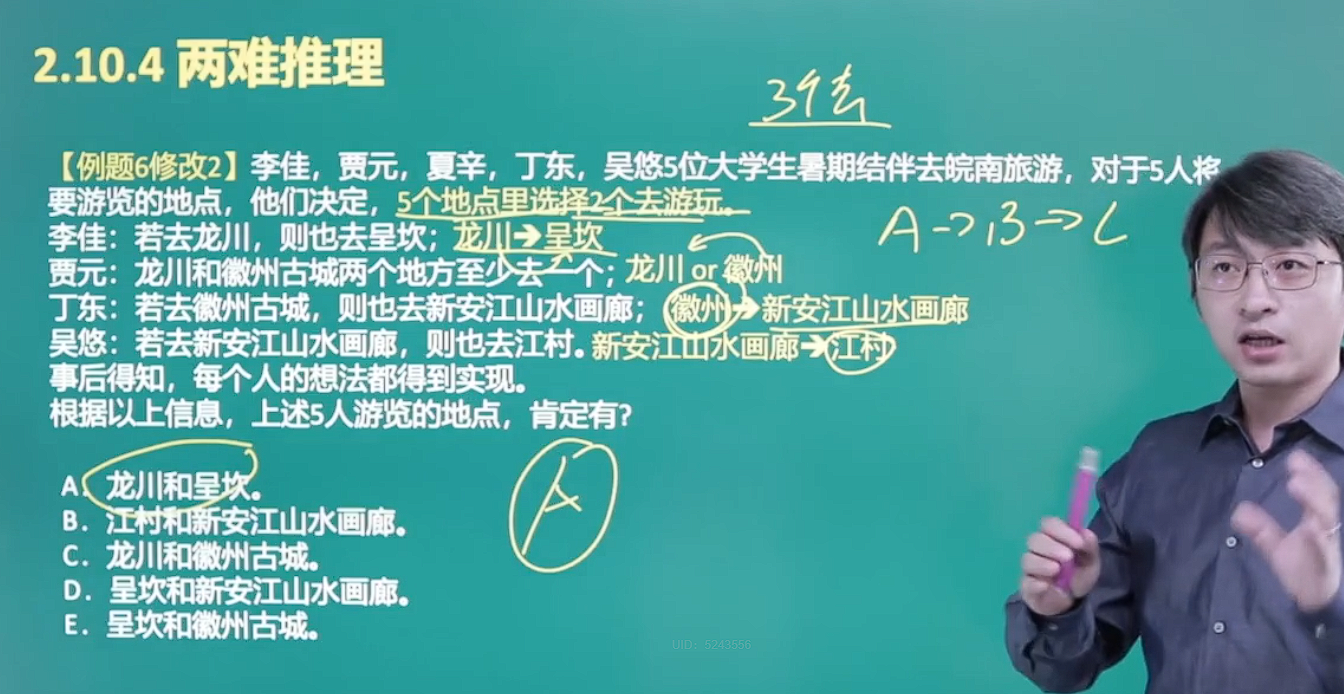 2.10.4 两难推理
3个去
【例题6修改2】李佳，贾元，夏辛，丁东，吴悠5位大学生暑期结伴去皖南旅游，对于5人将
要游览的地点，他们决定，5个地点里选择2个去游玩。
A→B→C
李佳：若去龙川，则也去呈坎；龙川→呈坎
贾元：龙川和徽州古城两个地方至少去一个；龙川 or 徽州
丁东：若去徽州古城，则也去新安江山水画廊；徽州→新安江山水画廊
吴悠：若去新安江山水画廊，则也去江村。新安江山水画廊→江村
事后得知，每个人的想法都得到实现。
根据以上信息，上述5人游览的地点，肯定有?
A. 龙川和呈坎。
A
B. 江村和新安江山水画廊。
C. 龙川和徽州古城。
D. 呈坎和新安江山水画廊。
E. 呈坎和徽州古城。
UID: 5243556